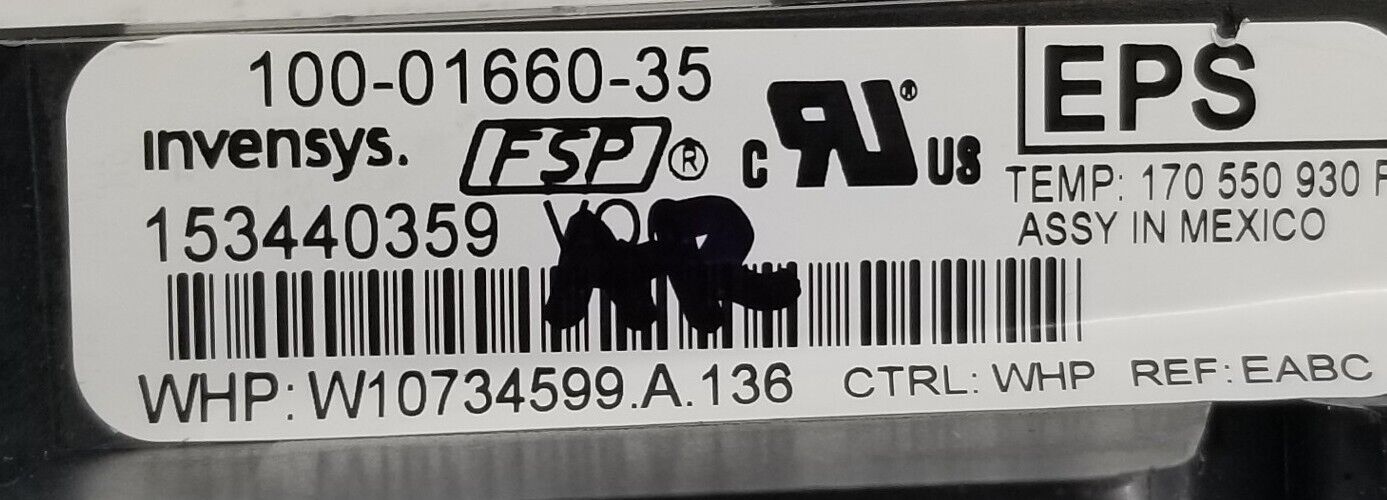 100-01660-35
EPS
invensys. FSP® c RU® US
TEMP: 170 550 930 F
153440359
ASSY IN MEXICO
WHP: W10734599.A.136 CTRL: WHP REF: EABC